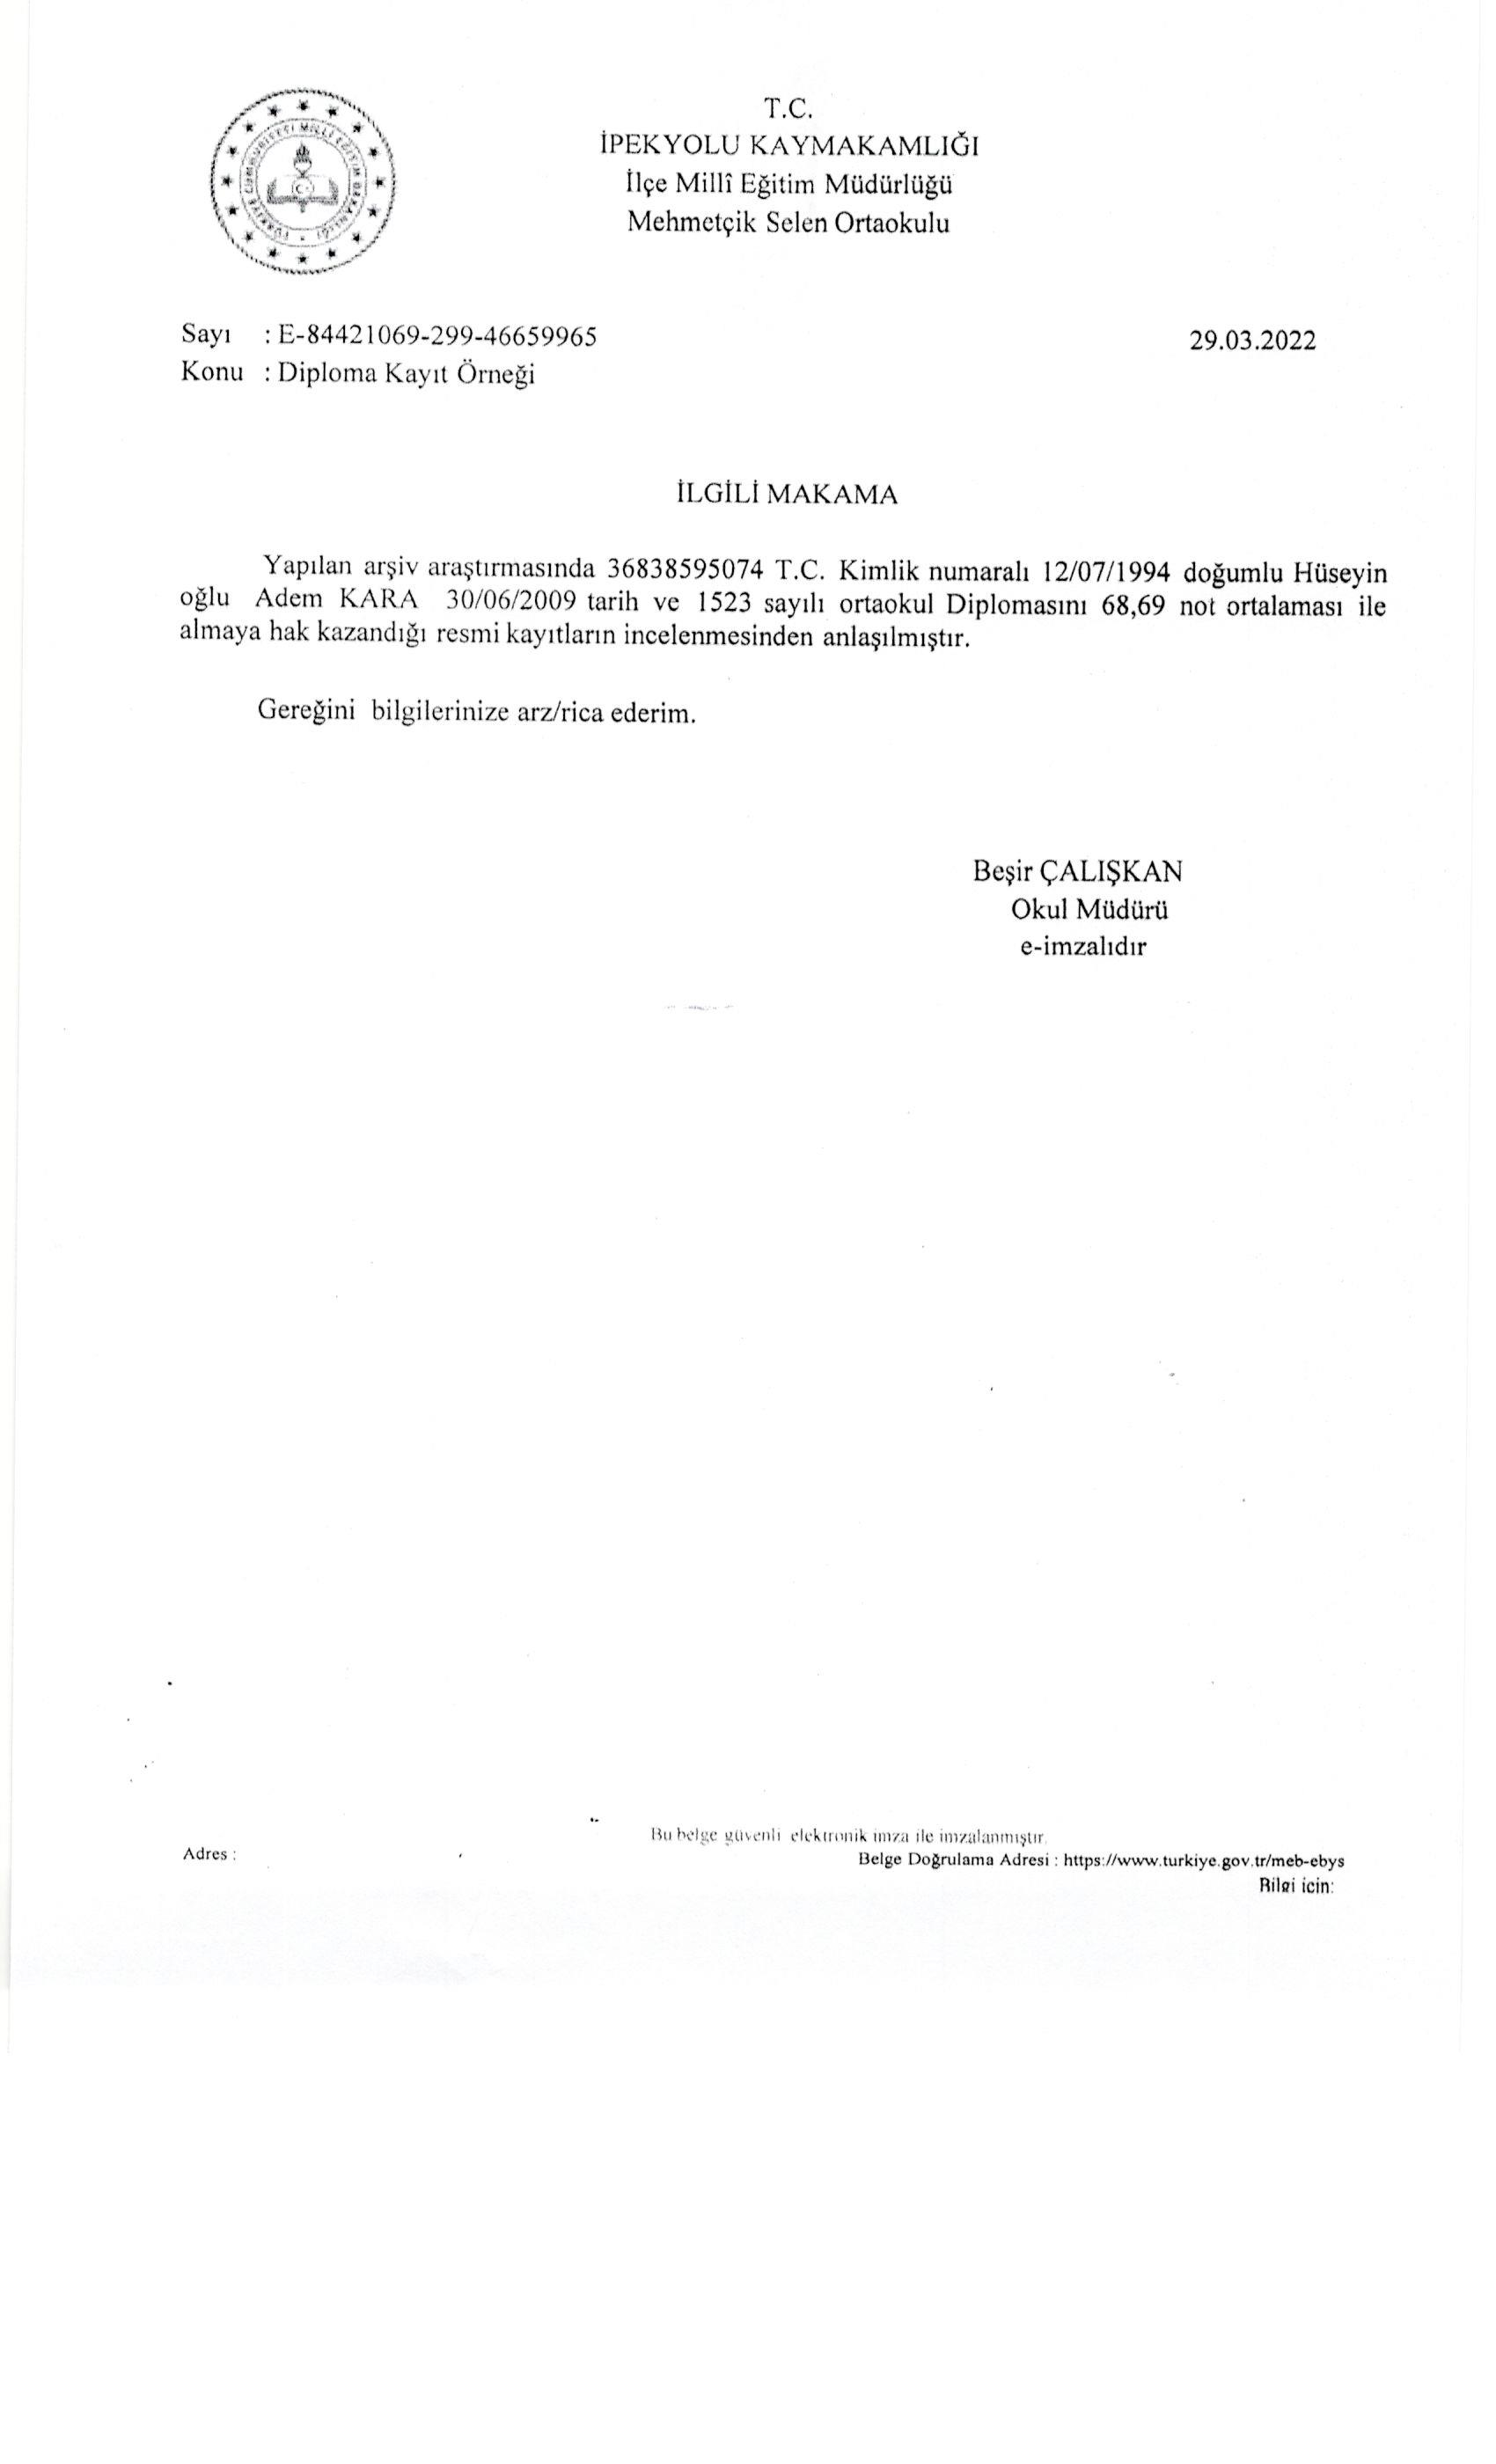 T.C.
İPEKYOLU KAYMAKAMLIĞI
İlçe Millî Eğitim Müdürlüğü
Mehmetçik Selen Ortaokulu
Sayı : E-84421069-299-46659965
29.03.2022
Konu : Diploma Kayıt Örneği
İLGİLİ MAKAMA
Yapılan arşiv araştırmasında 36838595074 T.C. Kimlik numaralı 12/07/1994 doğumlu Hüseyin
oğlu Adem KARA 30/06/2009 tarih ve 1523 sayılı ortaokul Diplomasını 68,69 not ortalaması ile
almaya hak kazandığı resmi kayıtların incelenmesinden anlaşılmıştır.
Gereğini bilgilerinize arz/rica ederim.
Beşir ÇALIŞKAN
Okul Müdürü
e-imzalıdır
Bu belge güvenli elektronik imza ile imzalanmıştır.
Adres :
Belge Doğrulama Adresi : https://www.turkiye.gov.tr/meb-ebys
Bilgi için: